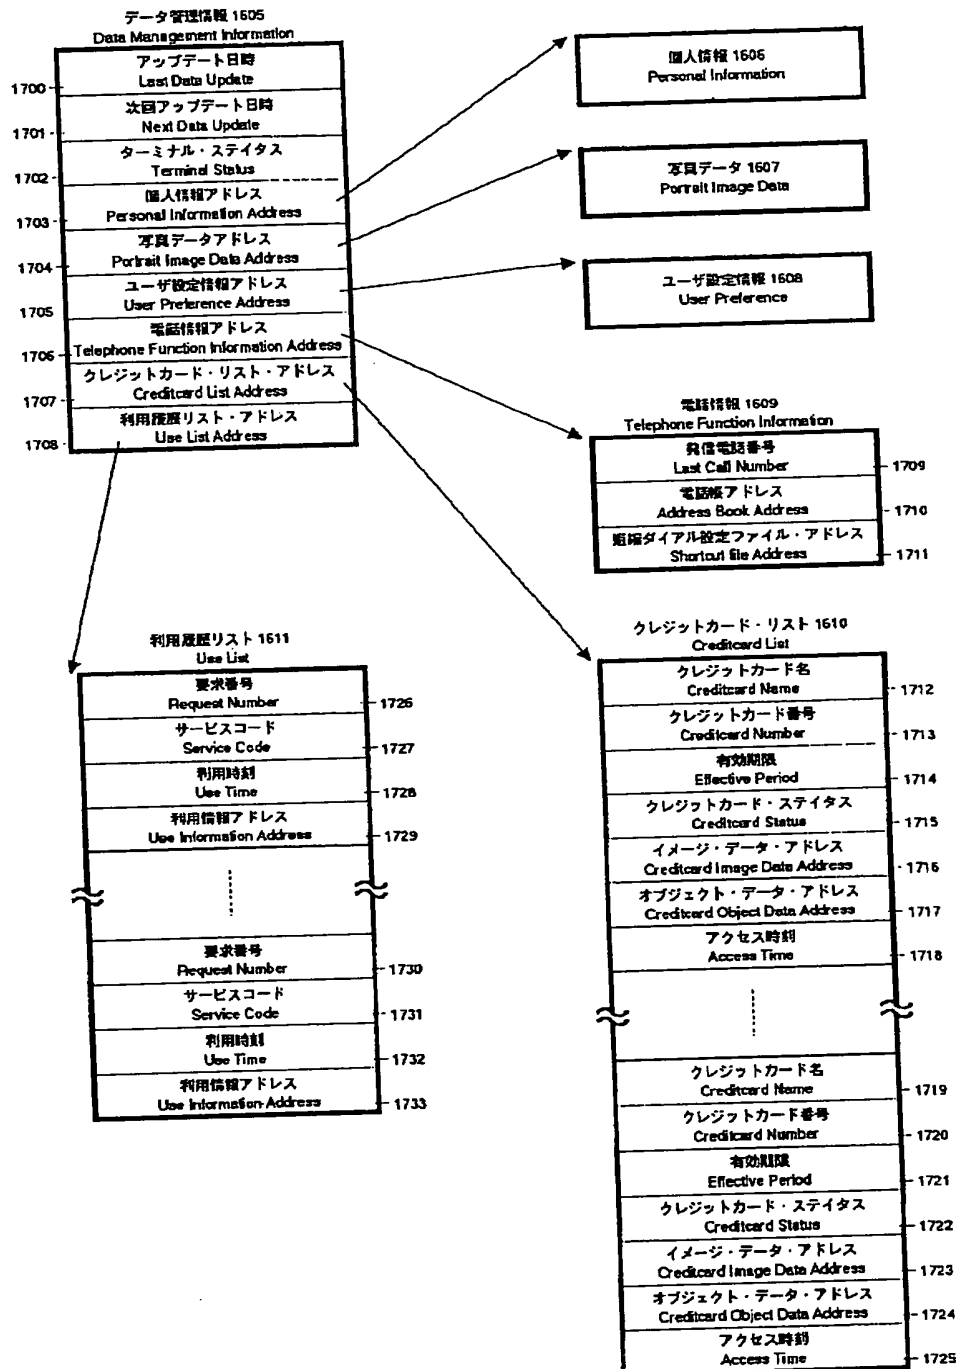 データ管理情報 1605
Data Management Information
アップデート日時
Last Data Update
1700
次回アップデート日時
Next Data Update
1701
ターミナル・ステイタス
Terminal Status
1702
個人情報アドレス
Personal Information Address
1703
写真データアドレス
Portrait Image Data Address
1704
ユーザ設定情報アドレス
User Preference Address
1705
電話情報アドレス
Telephone Function Information Address
1706
クレジットカード・リスト・アドレス
Creditcard List Address
1707
利用履歴リスト・アドレス
Use List Address
1708
個人情報 1606
Personal Information
写真データ 1607
Portrait Image Data
ユーザ設定情報 1608
User Preference
電話情報 1609
Telephone Function Information
発信電話番号
Last Call Number
1709
電話帳アドレス
Address Book Address
1710
短縮ダイアル設定ファイル・アドレス
Shortcut file Address
1711
利用履歴リスト 1611
Use List
要求番号
Request Number
1726
サービスコード
Service Code
1727
利用時刻
Use Time
1728
利用情報アドレス
Use Information Address
1729
要求番号
Request Number
1730
サービスコード
Service Code
1731
利用時刻
Use Time
1732
利用情報アドレス
Use Information Address
1733
クレジットカード・リスト 1610
Creditcard List
クレジットカード名
Creditcard Name
1712
クレジットカード番号
Creditcard Number
1713
有効期限
Effective Period
1714
クレジットカード・ステイタス
Creditcard Status
1715
イメージ・データ・アドレス
Creditcard Image Data Address
1716
オブジェクト・データ・アドレス
Creditcard Object Data Address
1717
アクセス時刻
Access Time
1718
クレジットカード名
Creditcard Name
1719
クレジットカード番号
Creditcard Number
1720
有効期限
Effective Period
1721
クレジットカード・ステイタス
Creditcard Status
1722
イメージ・データ・アドレス
Creditcard Image Data Address
1723
オブジェクト・データ・アドレス
Creditcard Object Data Address
1724
アクセス時刻
Access Time
1725